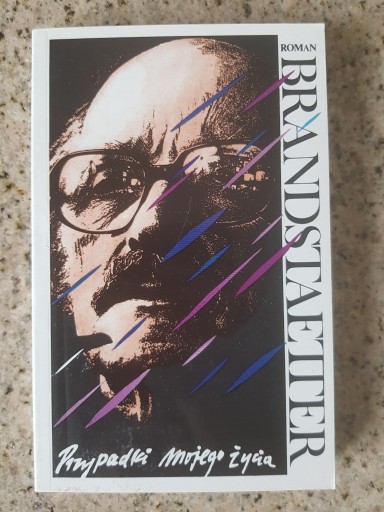 ROMAN
BRANDSTAETTER
Przypadki mojego życia